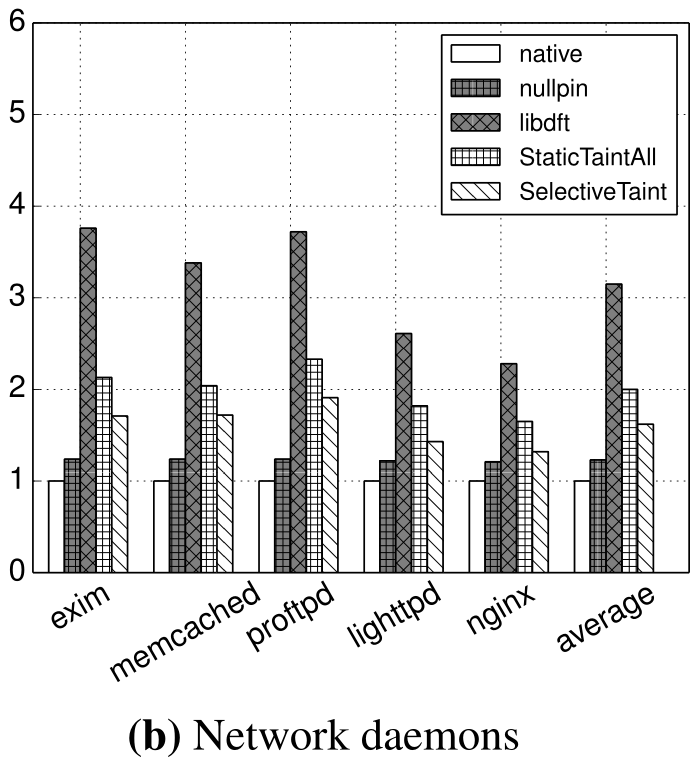 6
5
4
3
2
1
0
native
nullpin
libdft
StaticTaintAll
SelectiveTaint
exim
memcached
proftpd
lighttpd
nginx
average
(b) Network daemons